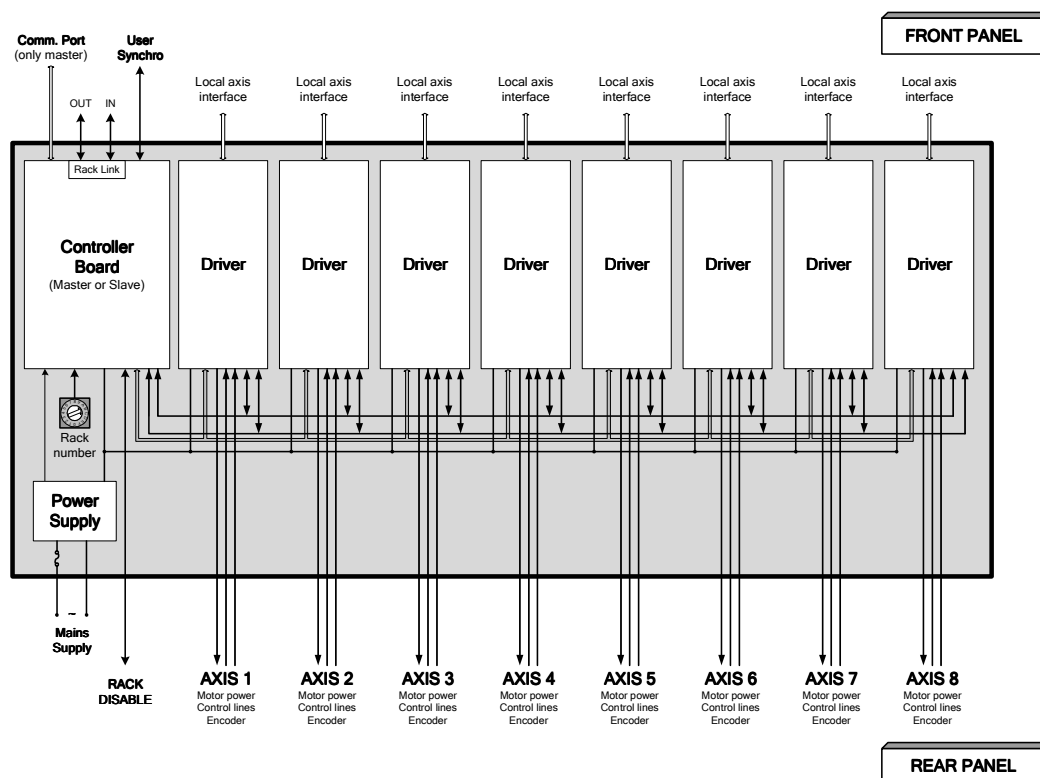 FRONT PANEL
Comm. Port
(only master)
User
Synchro
OUT
IN
Local axis
interface
Local axis
interface
Local axis
interface
Local axis
interface
Local axis
interface
Local axis
interface
Local axis
interface
Local axis
interface
Rack Link
Controller
Board
(Master or Slave)
Driver
Driver
Driver
Driver
Driver
Driver
Driver
Driver
Rack
number
Power
Supply
~
Mains
Supply
RACK
DISABLE
AXIS 1
Motor power
Control lines
Encoder
AXIS 2
Motor power
Control lines
Encoder
AXIS 3
Motor power
Control lines
Encoder
AXIS 4
Motor power
Control lines
Encoder
AXIS 5
Motor power
Control lines
Encoder
AXIS 6
Motor power
Control lines
Encoder
AXIS 7
Motor power
Control lines
Encoder
AXIS 8
Motor power
Control lines
Encoder
REAR PANEL